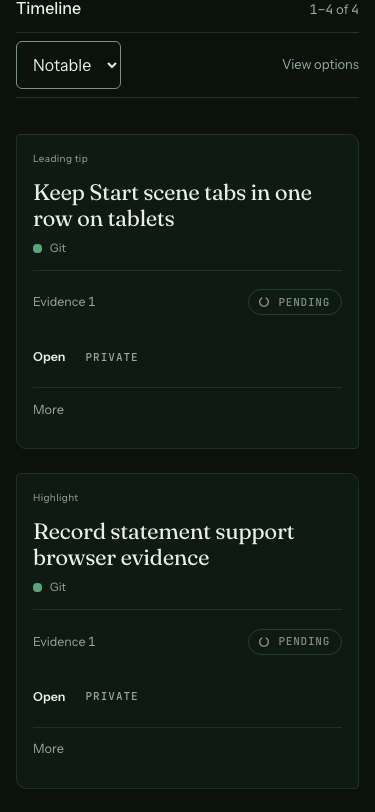 Timeline
1–4 of 4
Notable
View options
Leading tip
Keep Start scene tabs in one
row on tablets
Git
Evidence 1
PENDING
Open
PRIVATE
More
Highlight
Record statement support
browser evidence
Git
Evidence 1
PENDING
Open
PRIVATE
More